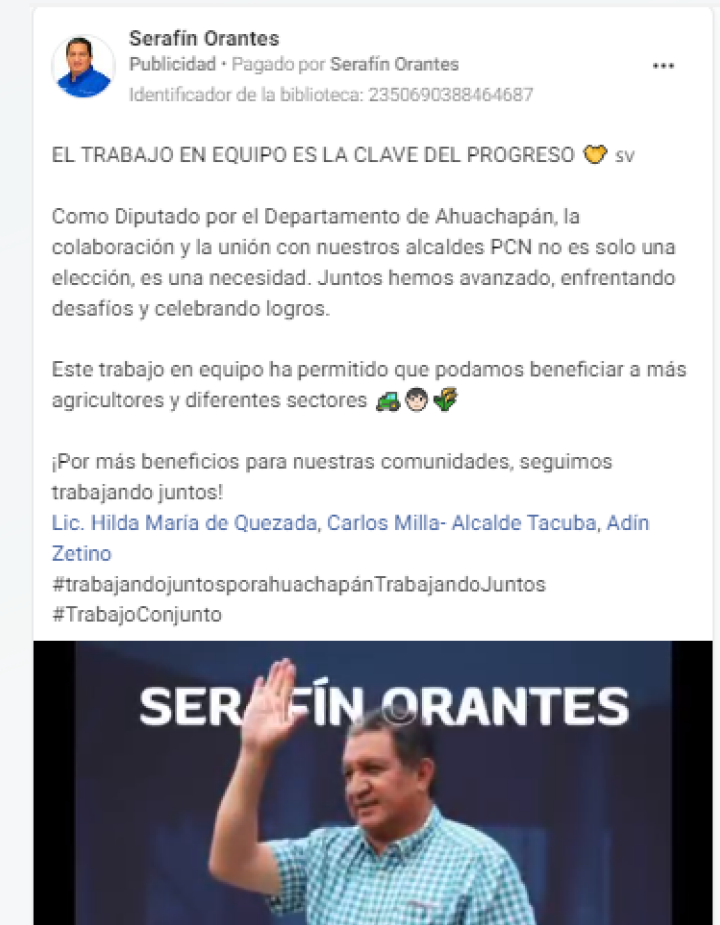 Serafín Orantes
Publicidad • Pagado por Serafín Orantes
Identificador de la biblioteca: 2350690388464687
EL TRABAJO EN EQUIPO ES LA CLAVE DEL PROGRESO 🤝 SV
Como Diputado por el Departamento de Ahuachapán, la
colaboración y la unión con nuestros alcaldes PCN no es solo una
elección, es una necesidad. Juntos hemos avanzado, enfrentando
desafíos y celebrando logros.
Este trabajo en equipo ha permitido que podamos beneficiar a más
agricultores y diferentes sectores 🚜👨🏻🌾
¡Por más beneficios para nuestras comunidades, seguimos
trabajando juntos!
Lic. Hilda María de Quezada, Carlos Milla- Alcalde Tacuba, Adín
Zetino
#trabajandojuntosporahuachapánTrabajandoJuntos
#TrabajoConjunto
SERAFÍN ORANTES